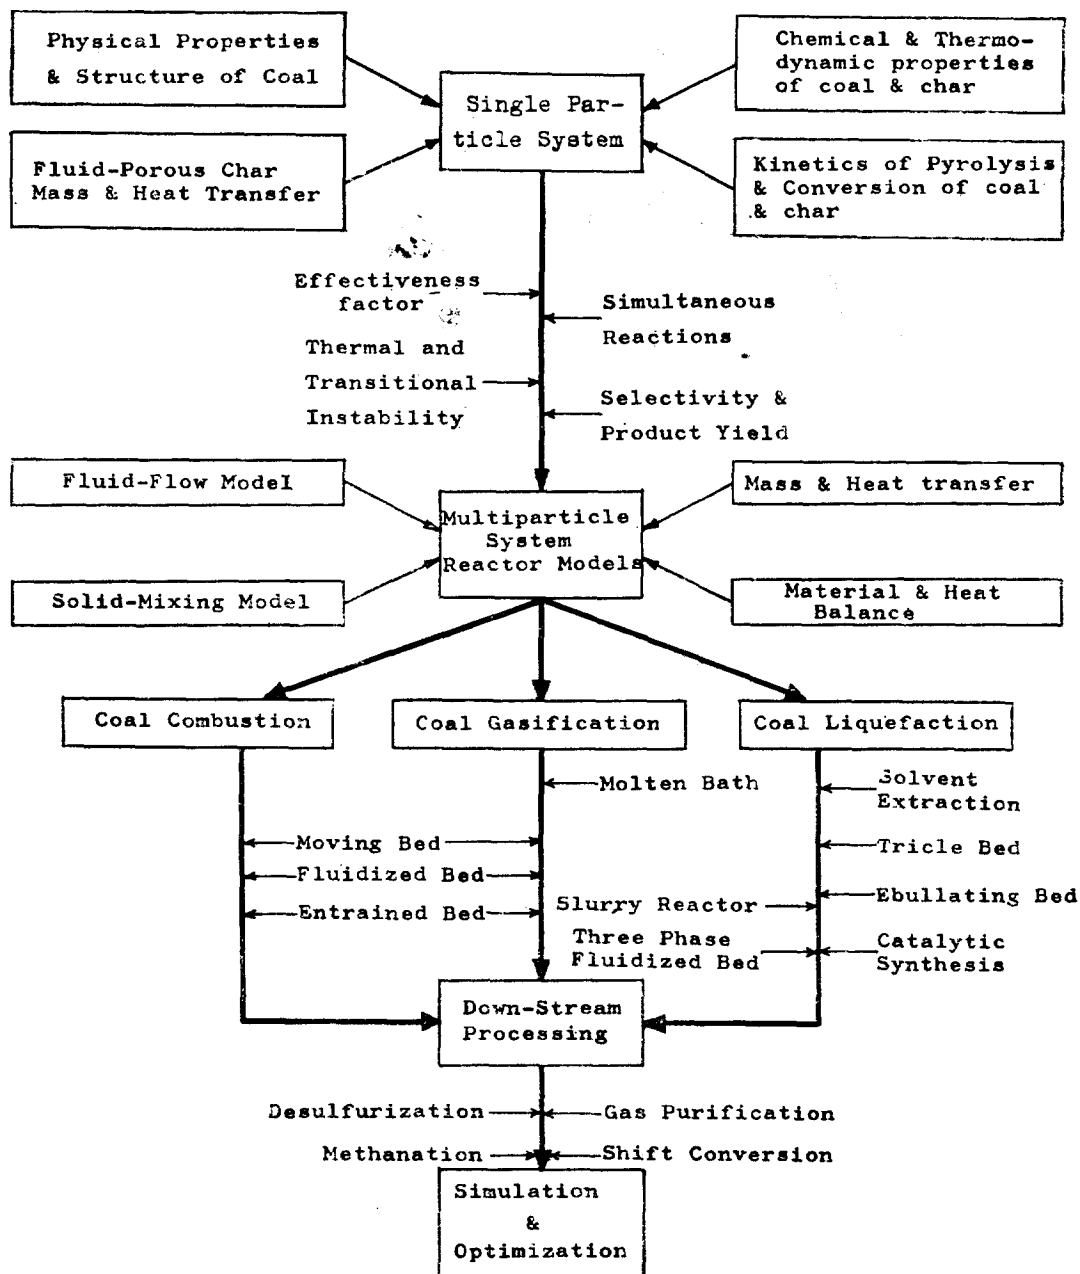 Physical Properties
& Structure of Coal
Chemical & Thermo-
dynamic properties
of coal & char
Single Par-
ticle System
Fluid-Porous Char
Mass & Heat Transfer
Kinetics of Pyrolysis
& Conversion of coal
& char
Effectiveness
factor
Simultaneous
Reactions
Thermal and
Transitional
Instability
Selectivity &
Product Yield
Fluid-Flow Model
Mass & Heat transfer
Multiparticle
System
Reactor Models
Solid-Mixing Model
Material & Heat
Balance
Coal Combustion
Coal Gasification
Coal Liquefaction
Molten Bath
Solvent
Extraction
Moving Bed
Tricle Bed
Fluidized Bed
Ebullating Bed
Entrained Bed
Slurry Reactor
Three Phase
Fluidized Bed
Catalytic
Synthesis
Down-Stream
Processing
Desulfurization
Gas Purification
Methanation
Shift Conversion
Simulation
&
Optimization